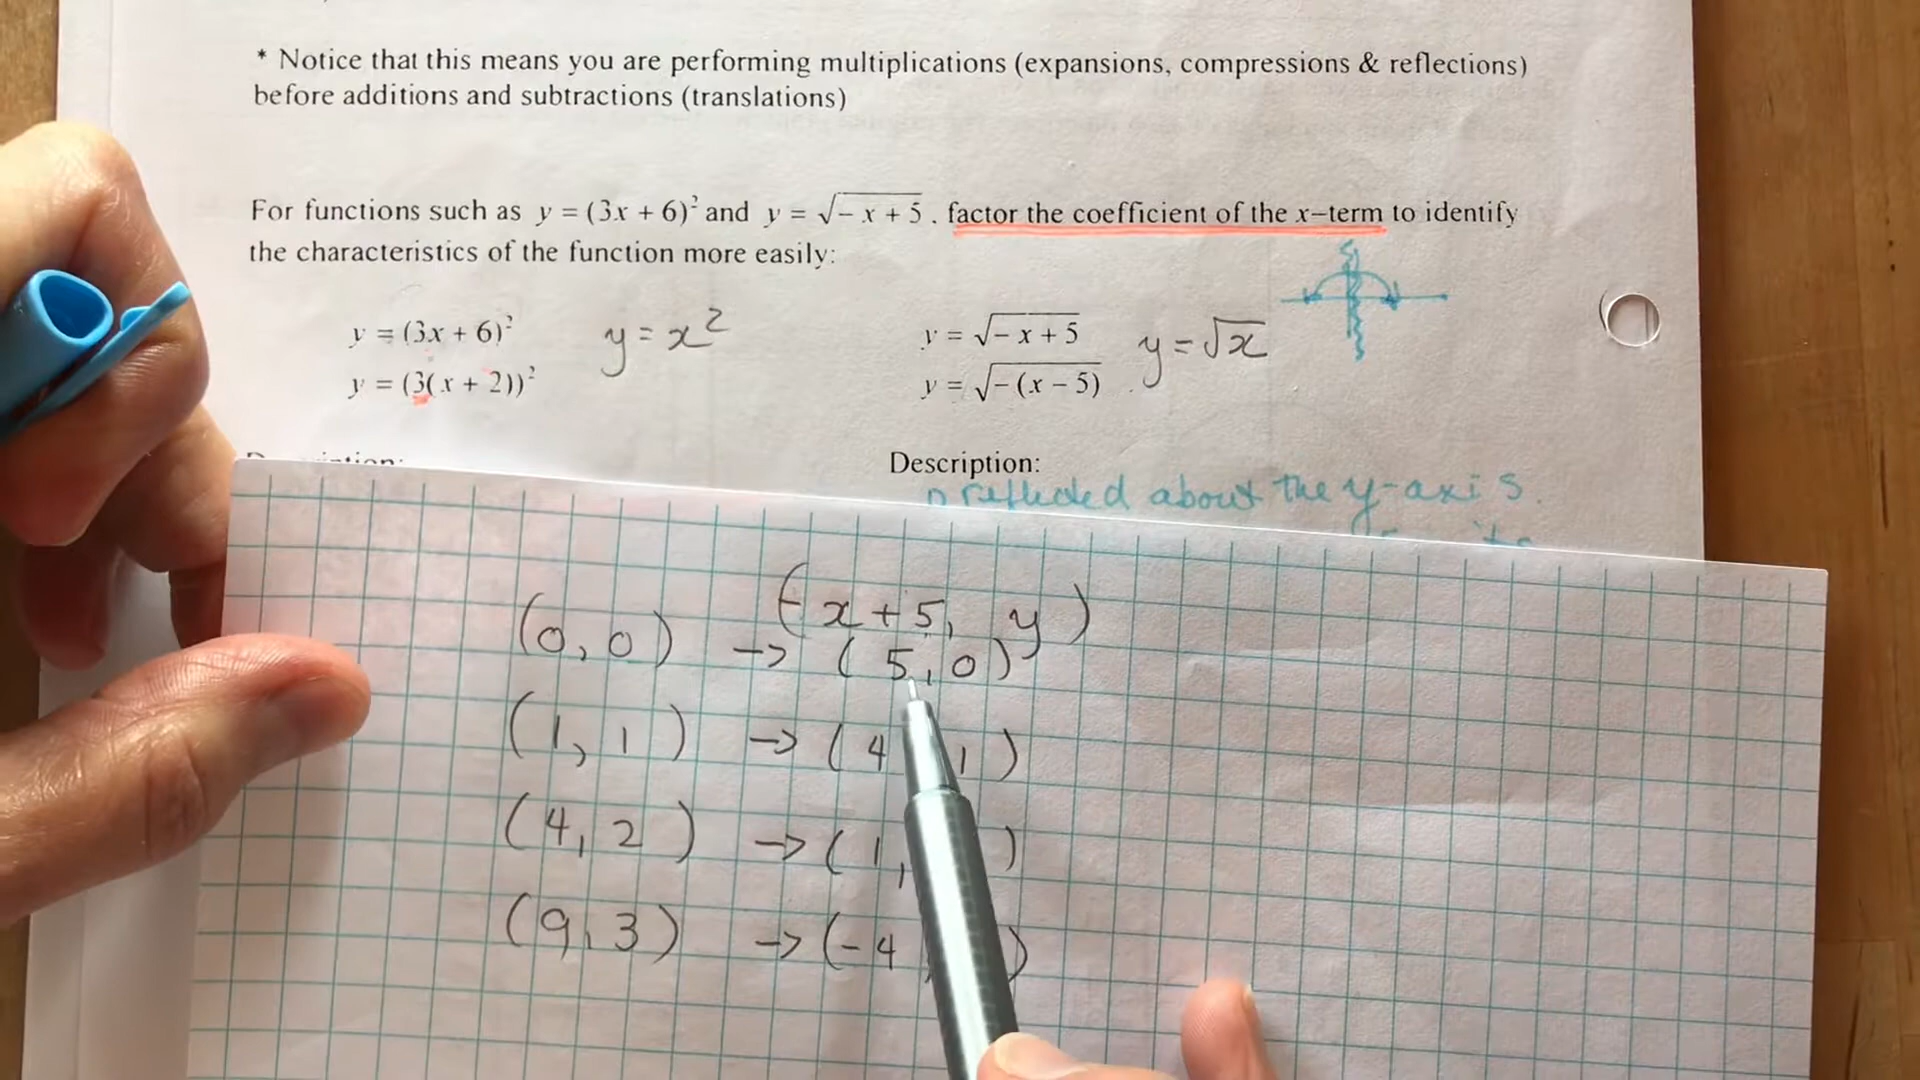 * Notice that this means you are performing multiplications (expansions, compressions & reflections)
before additions and subtractions (translations)
For functions such as y = (3x + 6)² and y = √(− x + 5) . factor the coefficient of the x−term to identify
the characteristics of the function more easily:
y = (3x + 6)²
y = x²
y = (3(x + 2))²
y = √(− x + 5)
y = √x
y = √(− (x − 5))
Description:
reflected about the y-axis.
(-x+5, y)
(0,0) → (5,0)
(1,1) → (4 1)
(4,2) → (1, )
(9,3) → (-4 )